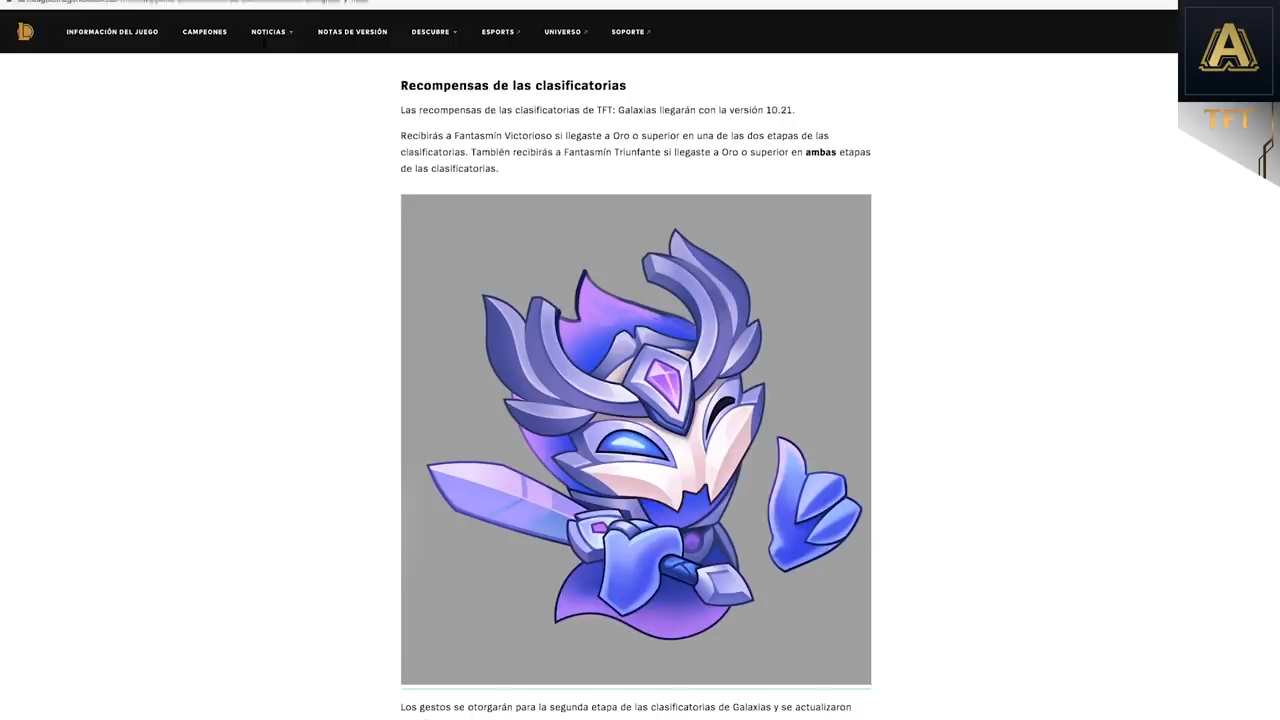 INFORMACIÓN DEL JUEGO CAMPEONES NOTICIAS NOTAS DE VERSIÓN DESCUBRE ESPORTS UNIVERSO SOPORTE
A
TFT
Recompensas de las clasificatorias
Las recompensas de las clasificatorias de TFT: Galaxias llegarán con la versión 10.21.
Recibirás a Fantasmín Victorioso si llegaste a Oro o superior en una de las dos etapas de las
clasificatorias. También recibirás a Fantasmín Triunfante si llegaste a Oro o superior en ambas etapas
de las clasificatorias.
Los gestos se otorgarán para la segunda etapa de las clasificatorias de Galaxias y se actualizaron